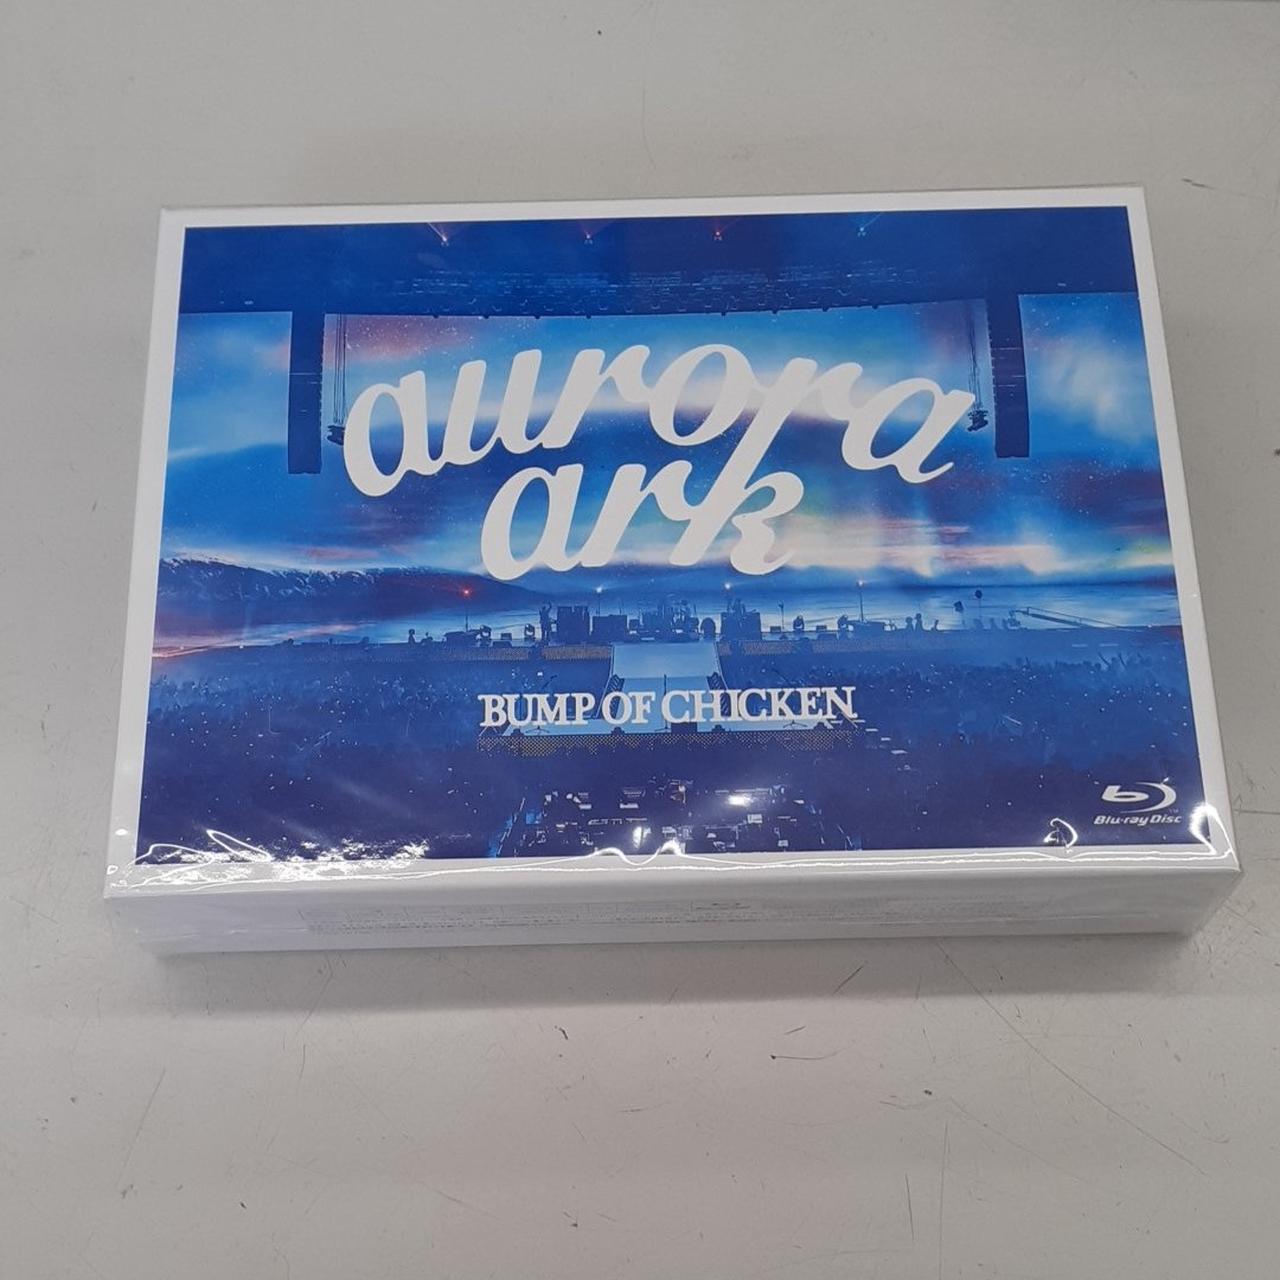 aurora
ark
BUMP OF CHICKEN
Blu-ray Disc